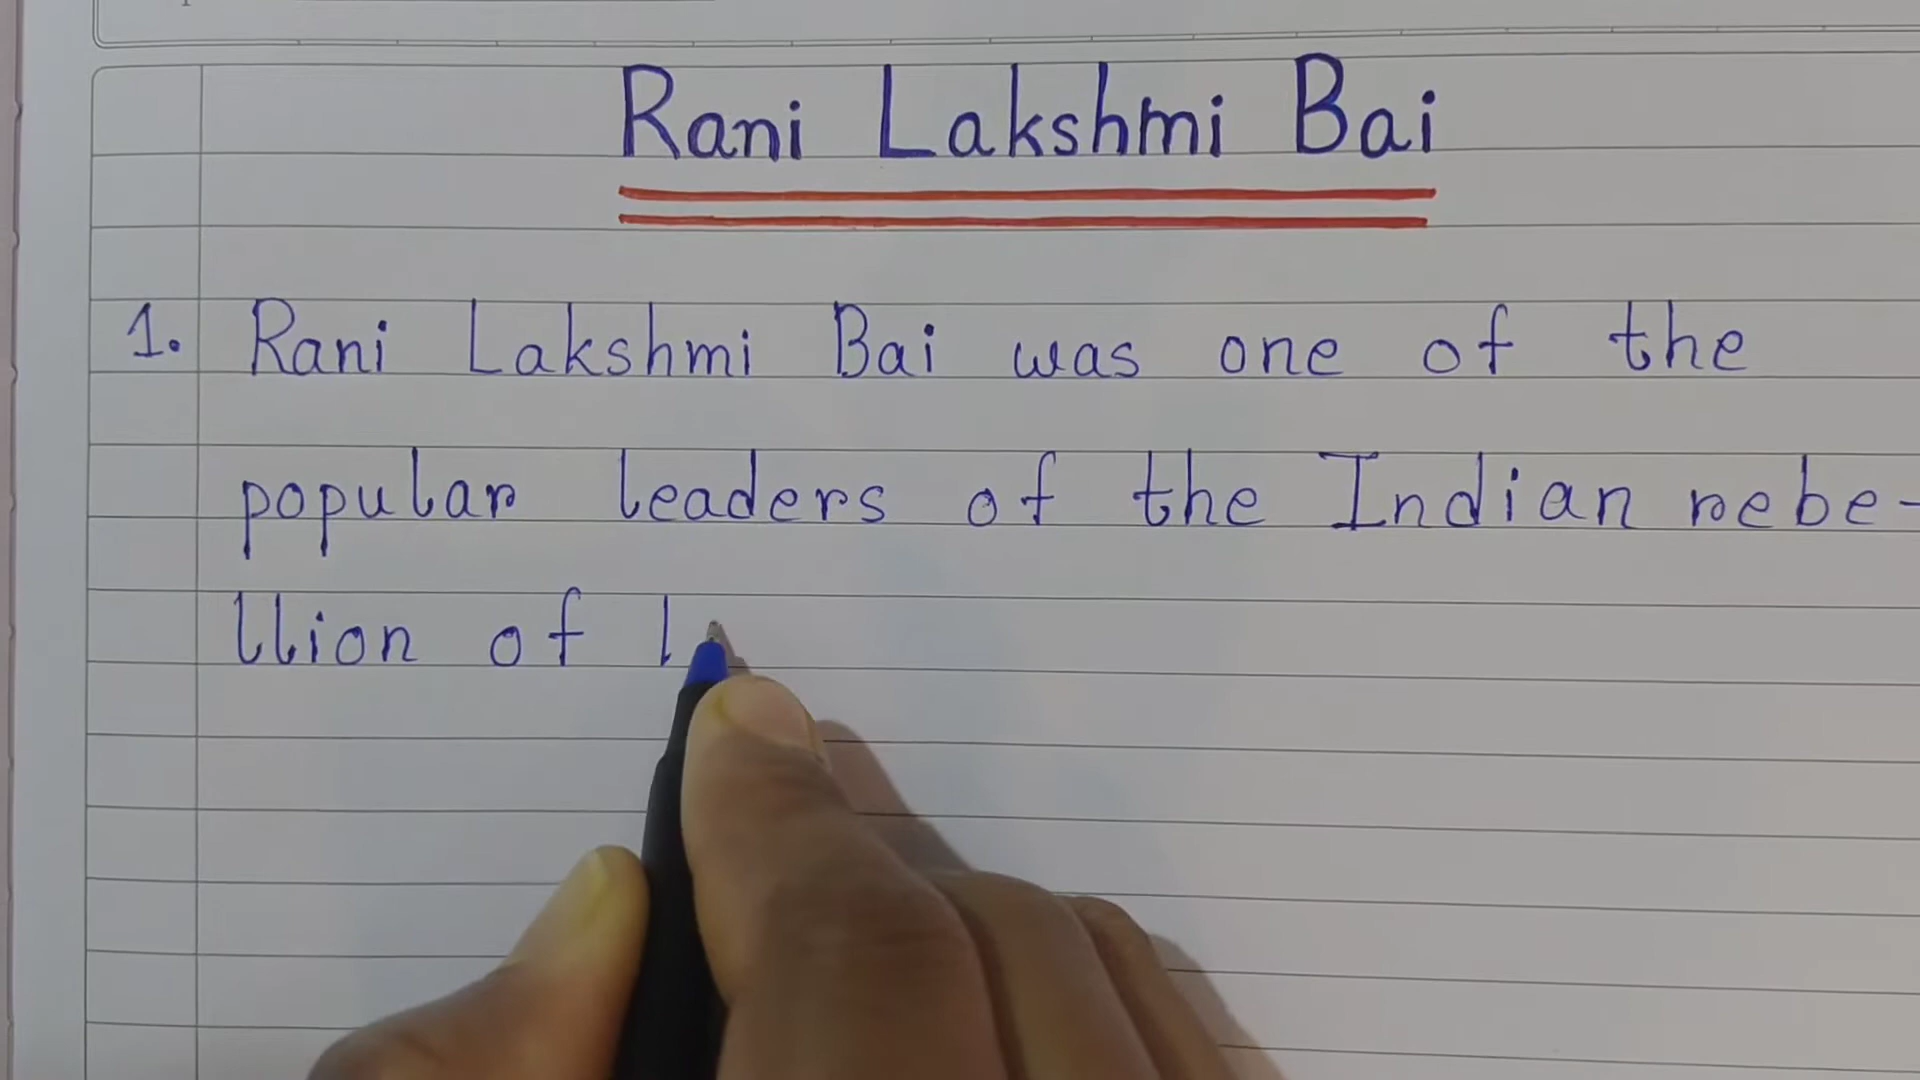 Rani Lakshmi Bai
1. Rani Lakshmi Bai was one of the
popular leaders of the Indian rebe-
llion of 1